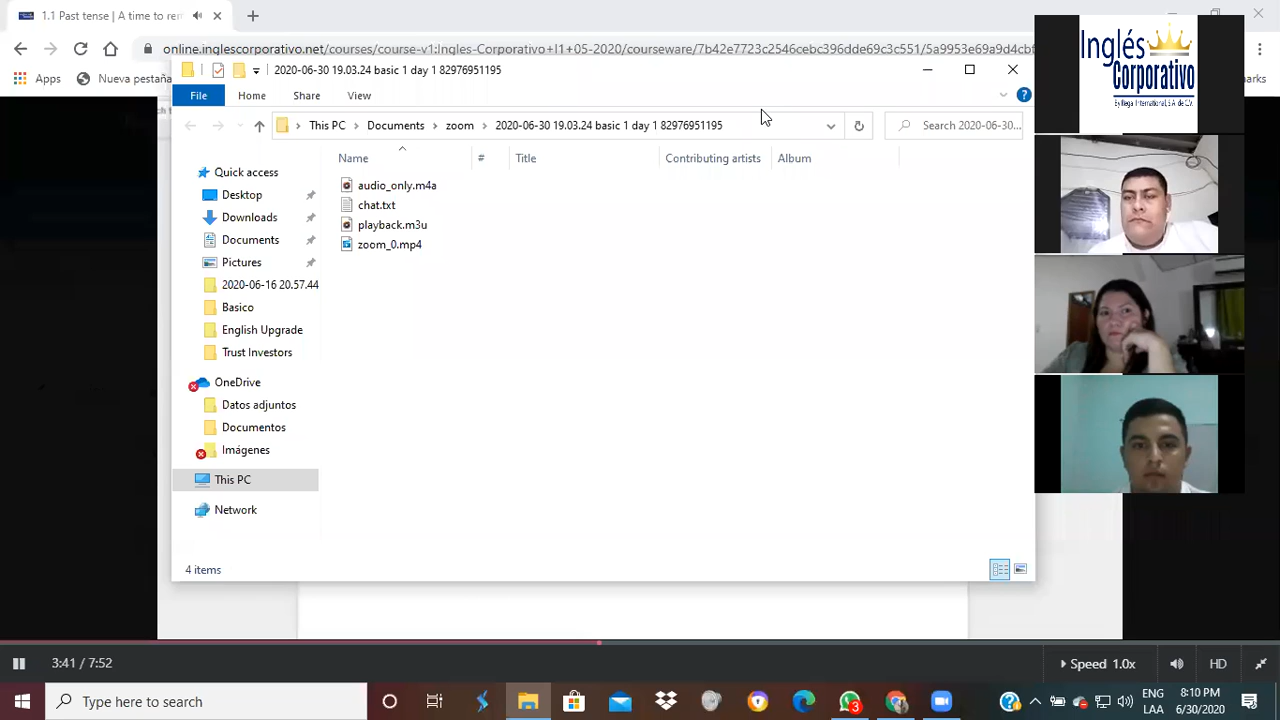 1.1 Past tense | A time to rem
online.inglescorporativo.net/courses/course-v1:Ingles-Corporativo+I1+05-2020/courseware/7b42e7723c2546cebc396dde69c3c551/5a9953e69a9d4cbf
Apps
Nueva pestaña
2020-06-30 19.03.24 basic 1 day 1 82976951195
File
Home
Share
View
This PC
Documents
zoom
2020-06-30 19.03.24 basic 1 day 1 82976951195
Search 2020-06-30...
Name
#
Title
Contributing artists
Album
Quick access
Desktop
Downloads
Documents
Pictures
2020-06-16 20.57.44
Basico
English Upgrade
Trust Investors
OneDrive
Datos adjuntos
Documentos
Imágenes
This PC
Network
audio_only.m4a
chat.txt
playback.m3u
zoom_0.mp4
4 items
Inglés
Corporativo
3:41 / 7:52
Speed 1.0x
HD
Type here to search
3
ENG
LAA
8:10 PM
6/30/2020